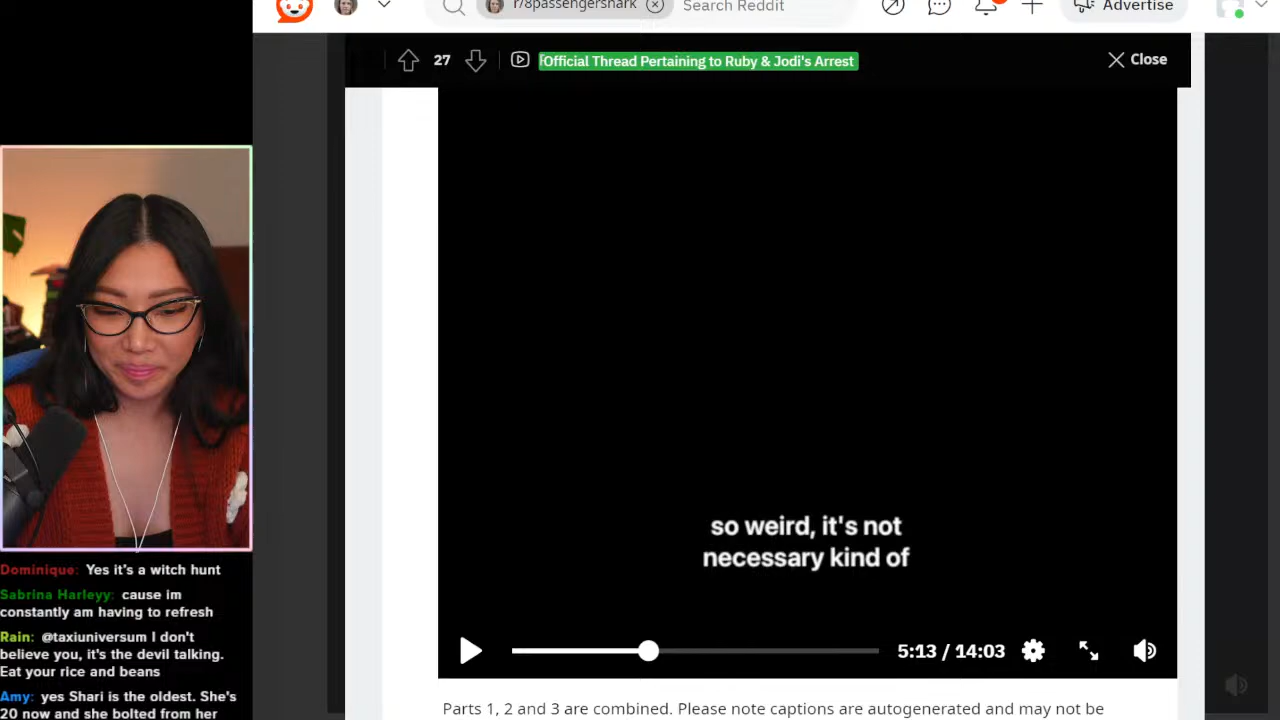 r/8passengersnark
Search Reddit
Advertise
27
Official Thread Pertaining to Ruby & Jodi's Arrest
Close
so weird, it's not
necessary kind of
5:13 / 14:03
Parts 1, 2 and 3 are combined. Please note captions are autogenerated and may not be
Dominique: Yes it's a witch hunt
Sabrina Harleyy: cause im
constantly am having to refresh
Rain: @taxiuniversum I don't
believe you, it's the devil talking.
Eat your rice and beans
Amy: yes Shari is the oldest. She's
20 now and she bolted from her